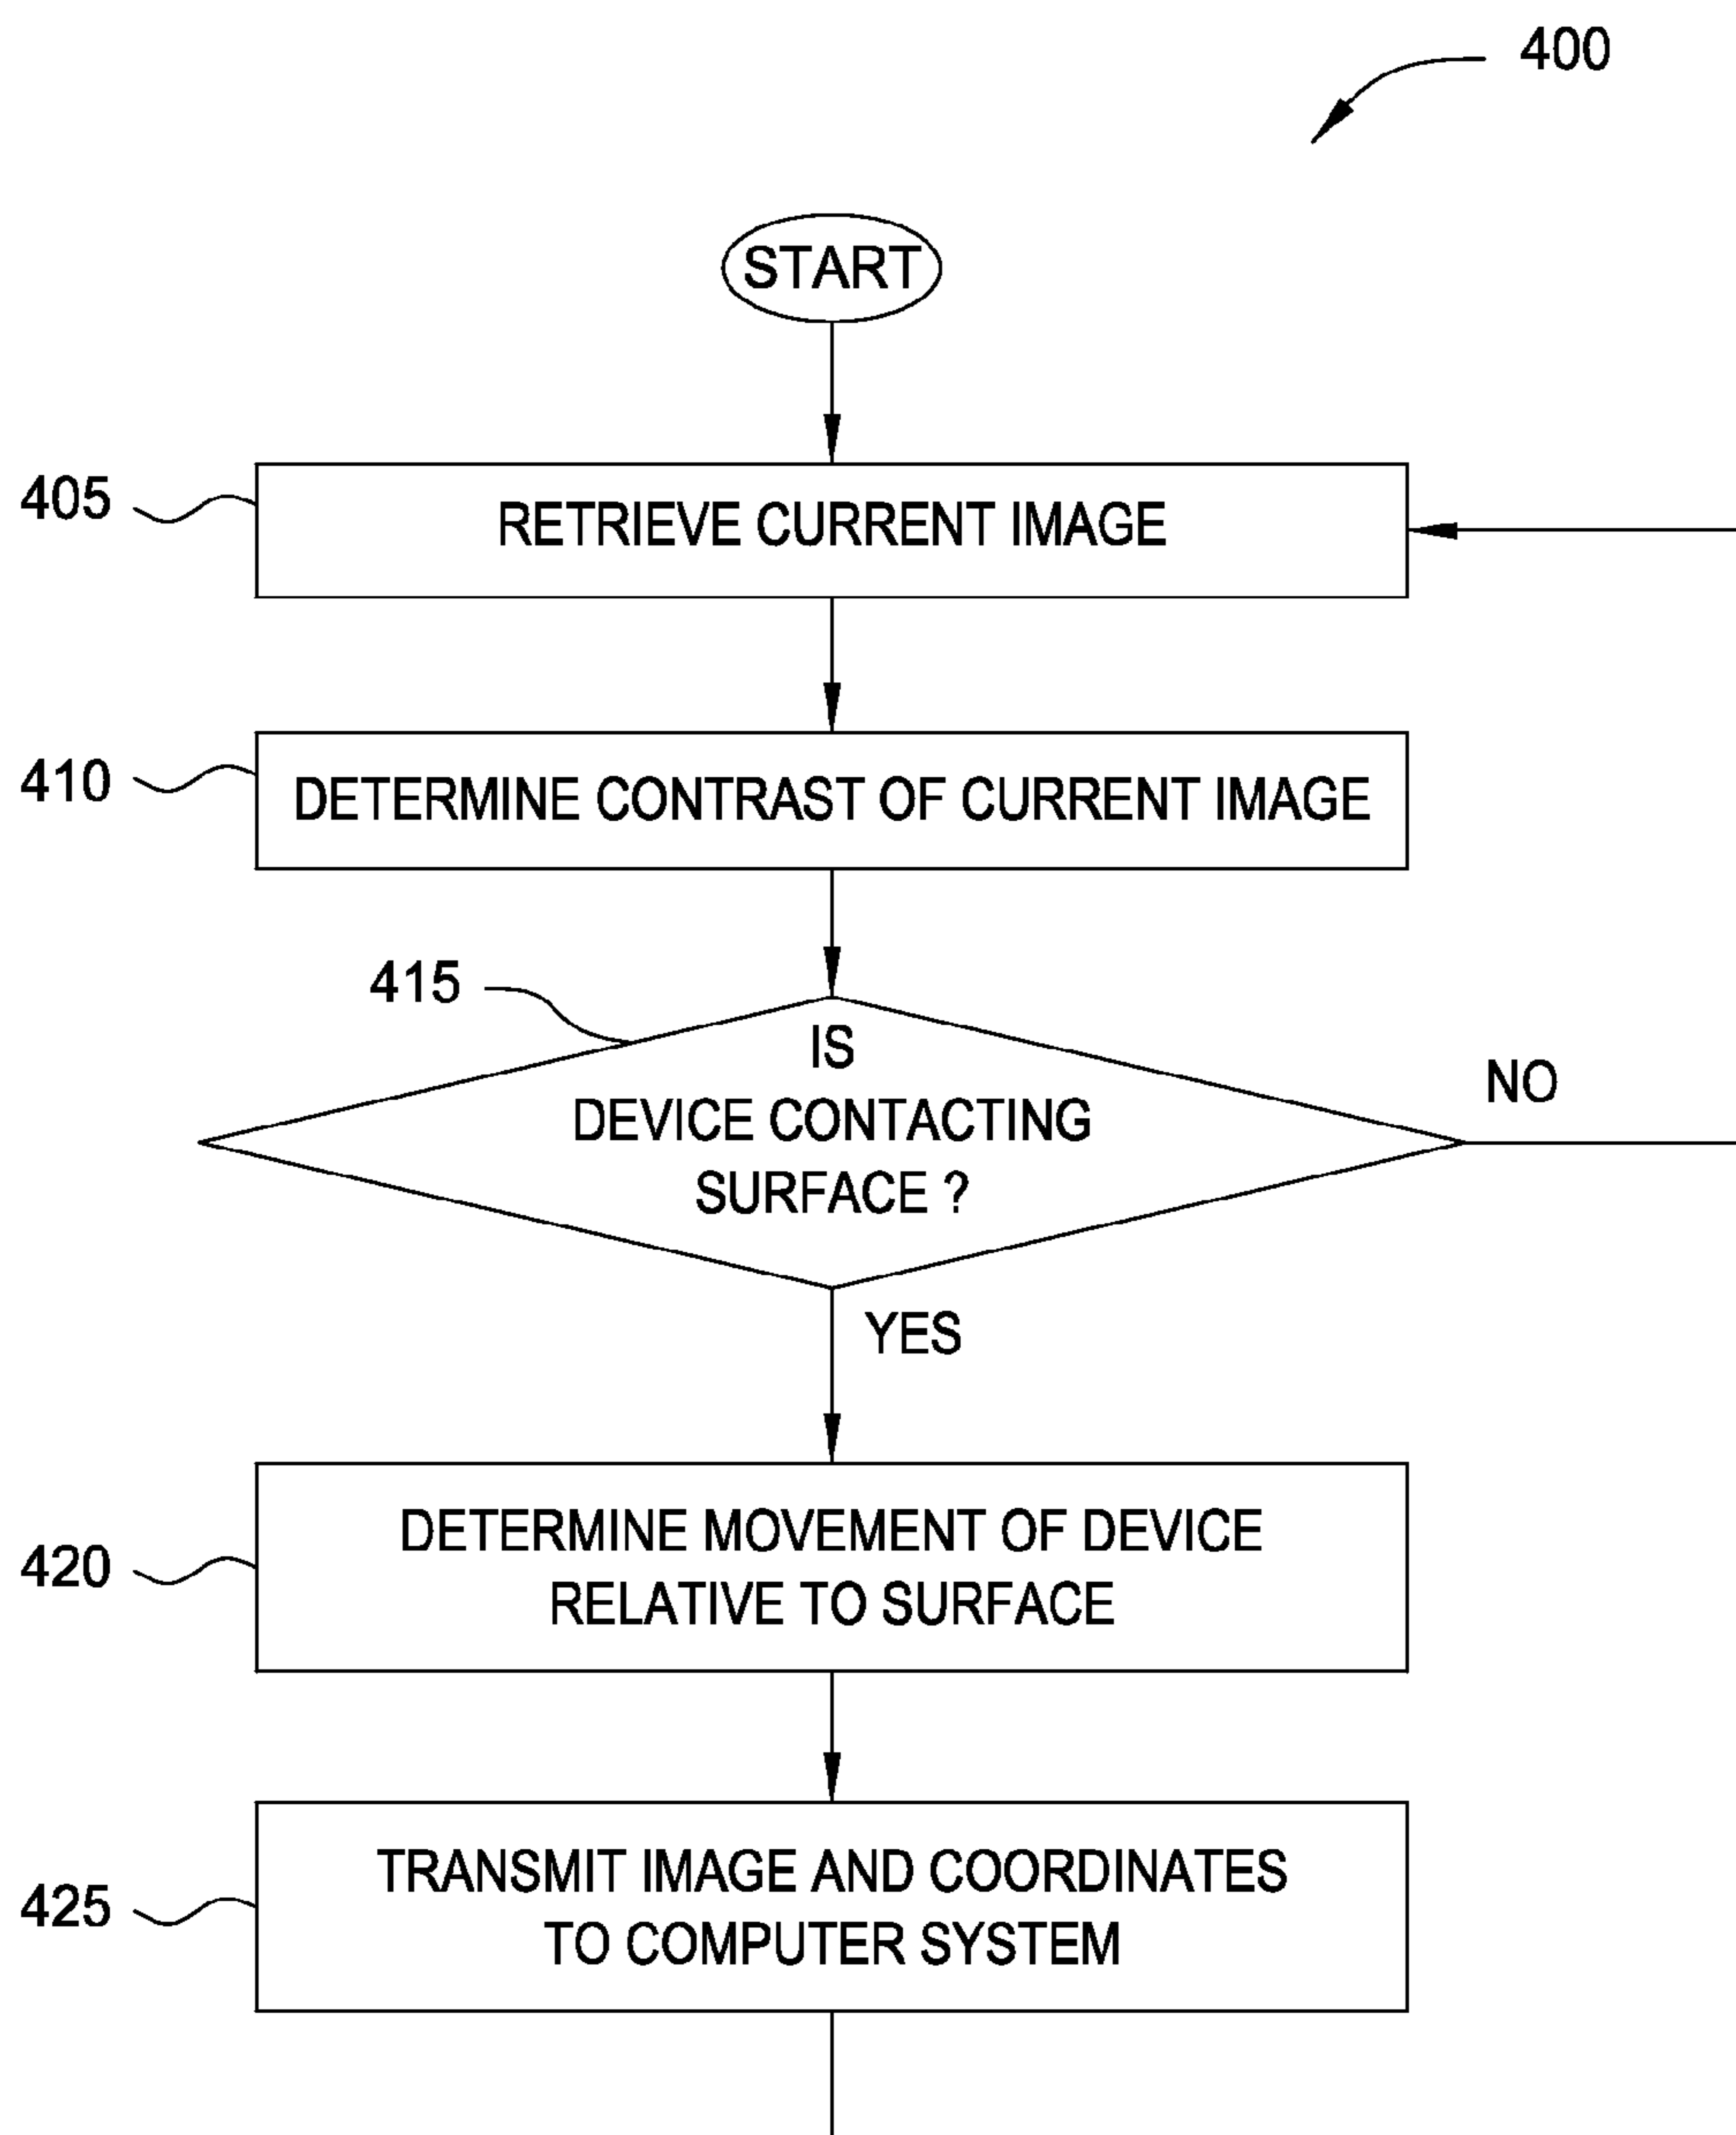 400
START
405
RETRIEVE CURRENT IMAGE
410
DETERMINE CONTRAST OF CURRENT IMAGE
415
IS
DEVICE CONTACTING
SURFACE ?
NO
YES
420
DETERMINE MOVEMENT OF DEVICE
RELATIVE TO SURFACE
425
TRANSMIT IMAGE AND COORDINATES
TO COMPUTER SYSTEM